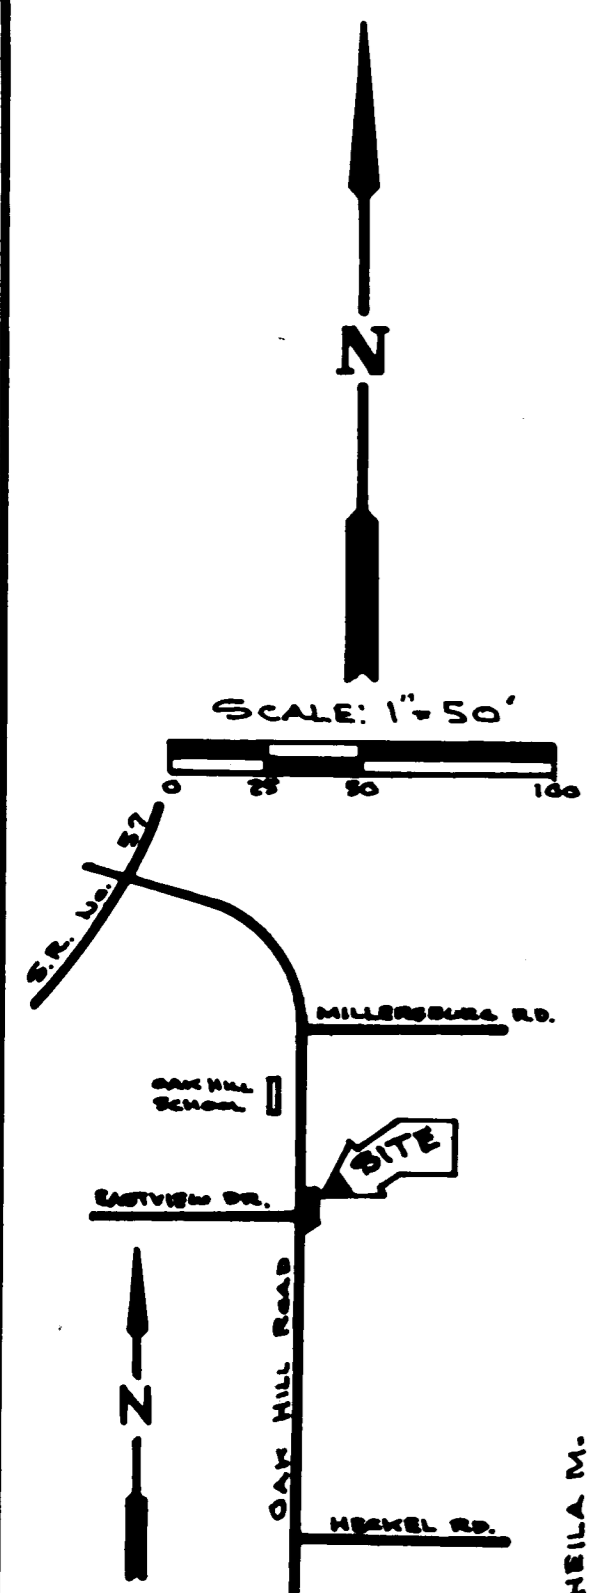 N
SCALE: 1"=50'
0 25 50 100
S.R. No. 57
MILLERSBURG RD.
OAK HILL
SCHOOL
SITE
EASTVIEW DR.
N
OAK HILL ROAD
HECKEL RD.
HEILA M.